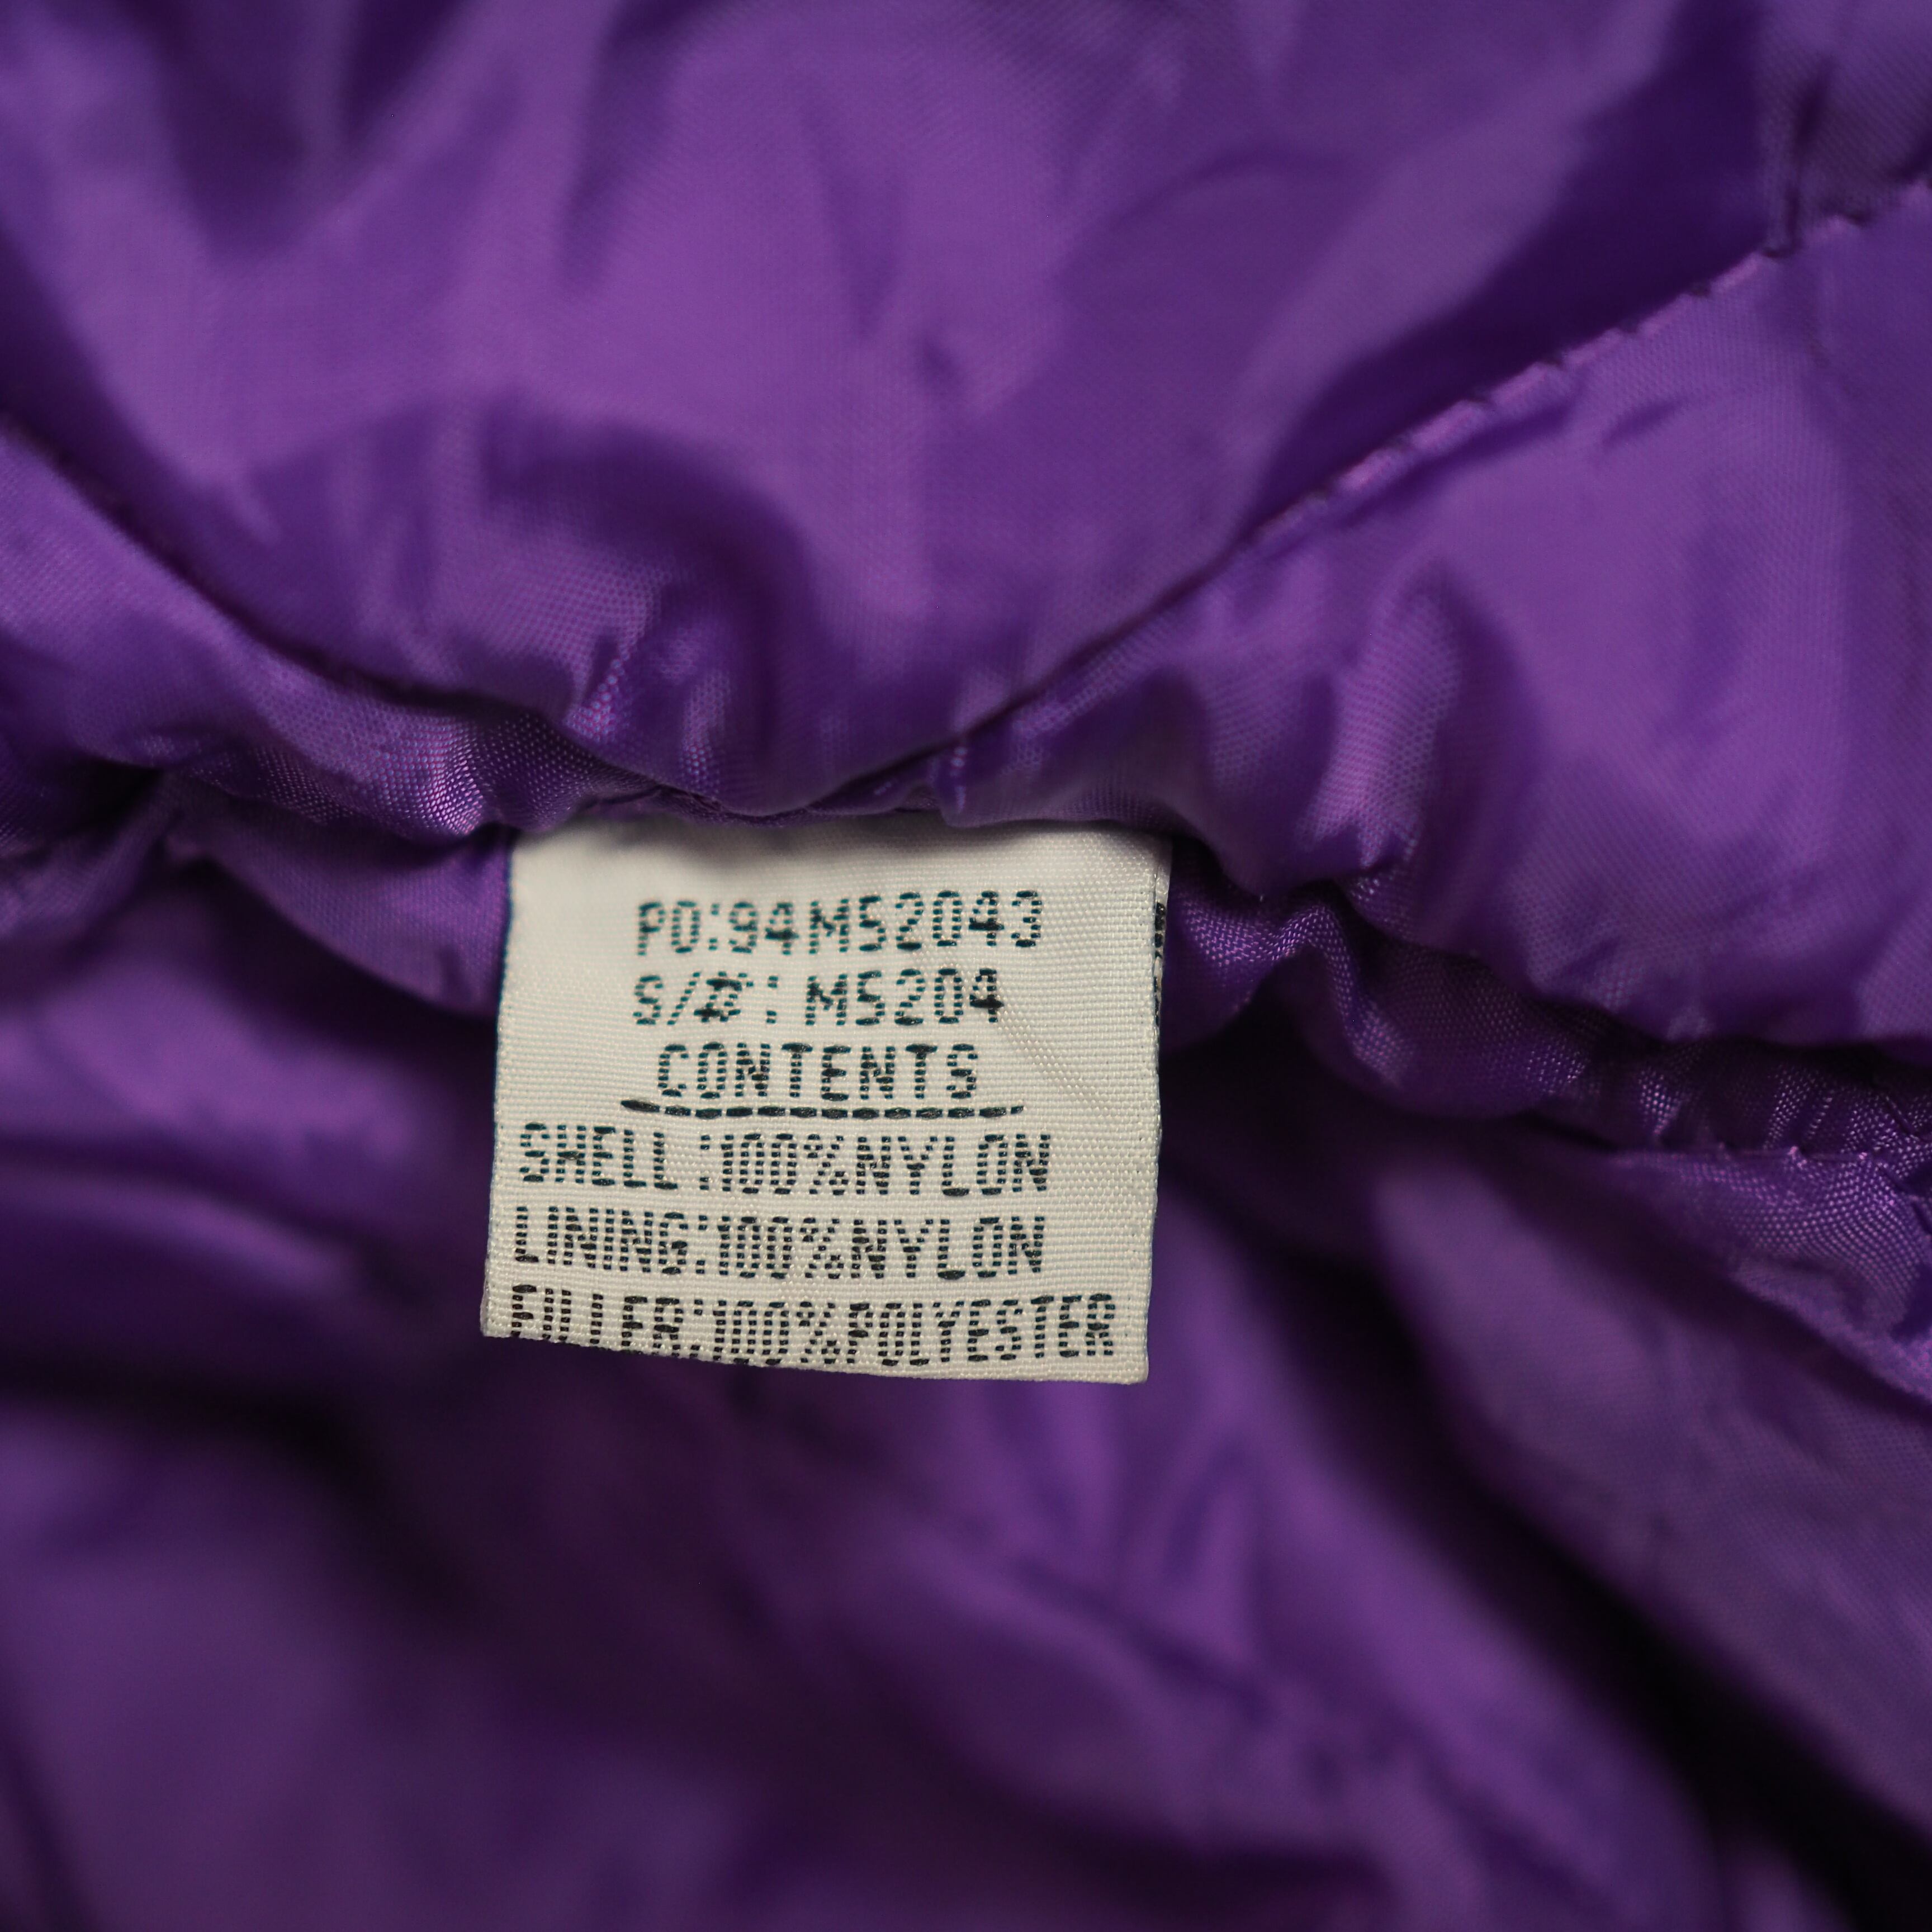 PO:94M52043
S/#: M5204
CONTENTS
SHELL:100%NYLON
LINING:100%NYLON
FILLER:100%POLYESTER